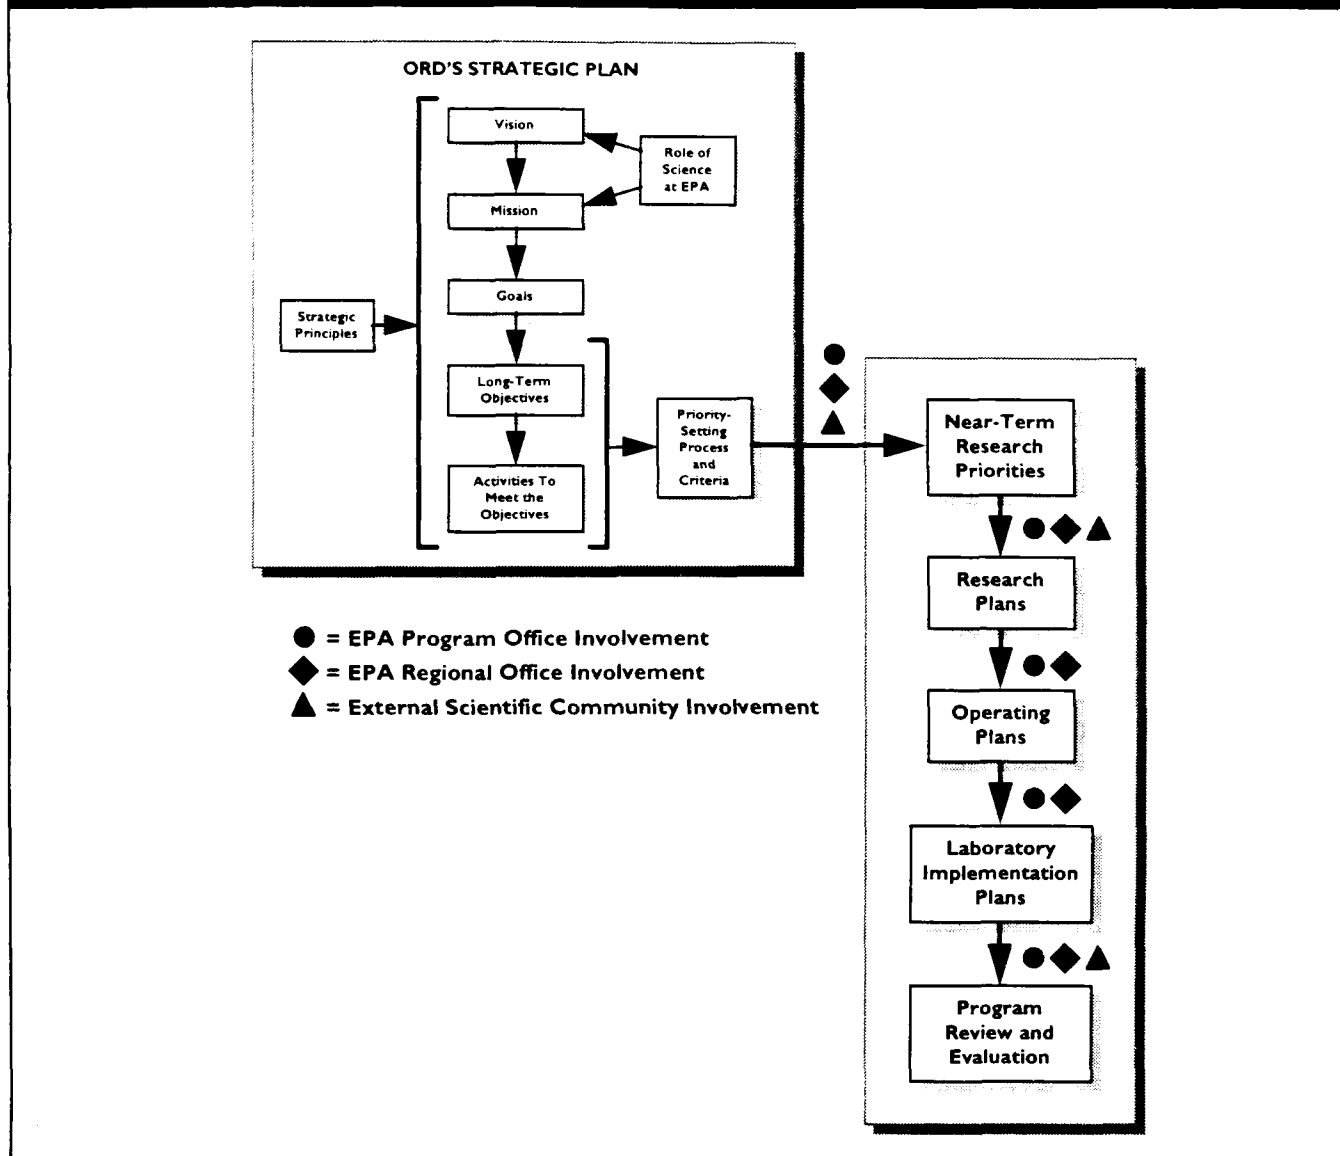 ORD'S STRATEGIC PLAN
Vision
Role of
Science
at EPA
Mission
Goals
Strategic
Principles
Long-Term
Objectives
Priority-
Setting
Process
and
Criteria
Activities To
Meet the
Objectives
Near-Term
Research
Priorities
Research
Plans
= EPA Program Office Involvement
= EPA Regional Office Involvement
= External Scientific Community Involvement
Operating
Plans
Laboratory
Implementation
Plans
Program
Review and
Evaluation